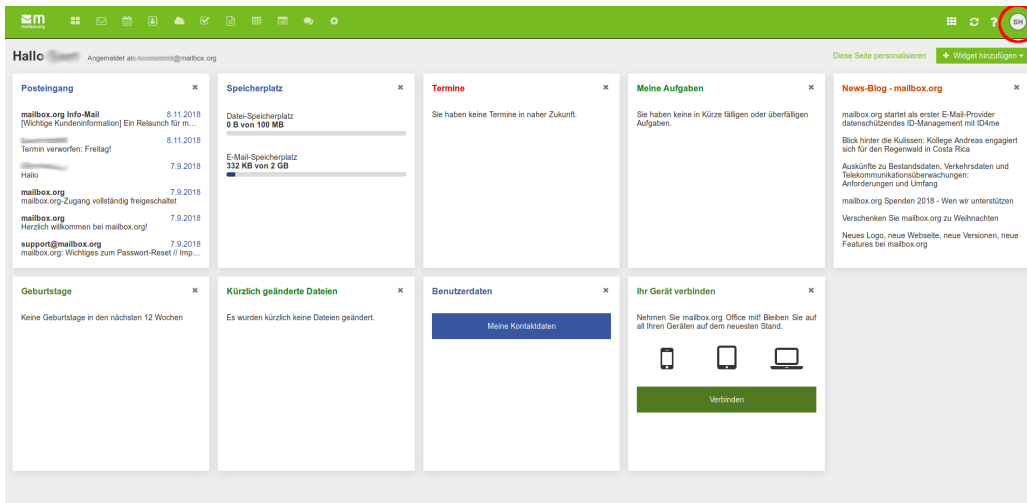 mailbox.org
?
SH
Hallo
Angemeldet als
@mailbox.org
Diese Seite personalisieren
+ Widget hinzufügen
Posteingang
mailbox.org Info-Mail 8.11.2018
[Wichtige Kundeninformation] Ein Relaunch für m…
8.11.2018
Termin verworfen: Freitag!
7.9.2018
Hallo
mailbox.org 7.9.2018
mailbox.org-Zugang vollständig freigeschaltet
mailbox.org 7.9.2018
Herzlich willkommen bei mailbox.org!
support@mailbox.org 7.9.2018
mailbox.org: Wichtiges zum Passwort-Reset // Imp…
Speicherplatz
Datei-Speicherplatz
0 B von 100 MB
E-Mail-Speicherplatz
332 KB von 2 GB
Termine
Sie haben keine Termine in naher Zukunft.
Meine Aufgaben
Sie haben keine in Kürze fälligen oder überfälligen
Aufgaben.
News-Blog - mailbox.org
mailbox.org startet als erster E-Mail-Provider
datenschützendes ID-Management mit ID4me
Blick hinter die Kulissen: Kollege Andreas engagiert
sich für den Regenwald in Costa Rica
Auskünfte zu Bestandsdaten, Verkehrsdaten und
Telekommunikationsüberwachungen:
Anforderungen und Umfang
mailbox.org Spenden 2018 - Wen wir unterstützen
Verschenken Sie mailbox.org zu Weihnachten
Neues Logo, neue Webseite, neue Versionen, neue
Features bei mailbox.org
Geburtstage
Keine Geburtstage in den nächsten 12 Wochen
Kürzlich geänderte Dateien
Es wurden kürzlich keine Dateien geändert.
Benutzerdaten
Meine Kontaktdaten
Ihr Gerät verbinden
Nehmen Sie mailbox.org Office mit! Bleiben Sie auf
all Ihren Geräten auf dem neuesten Stand.
Verbinden